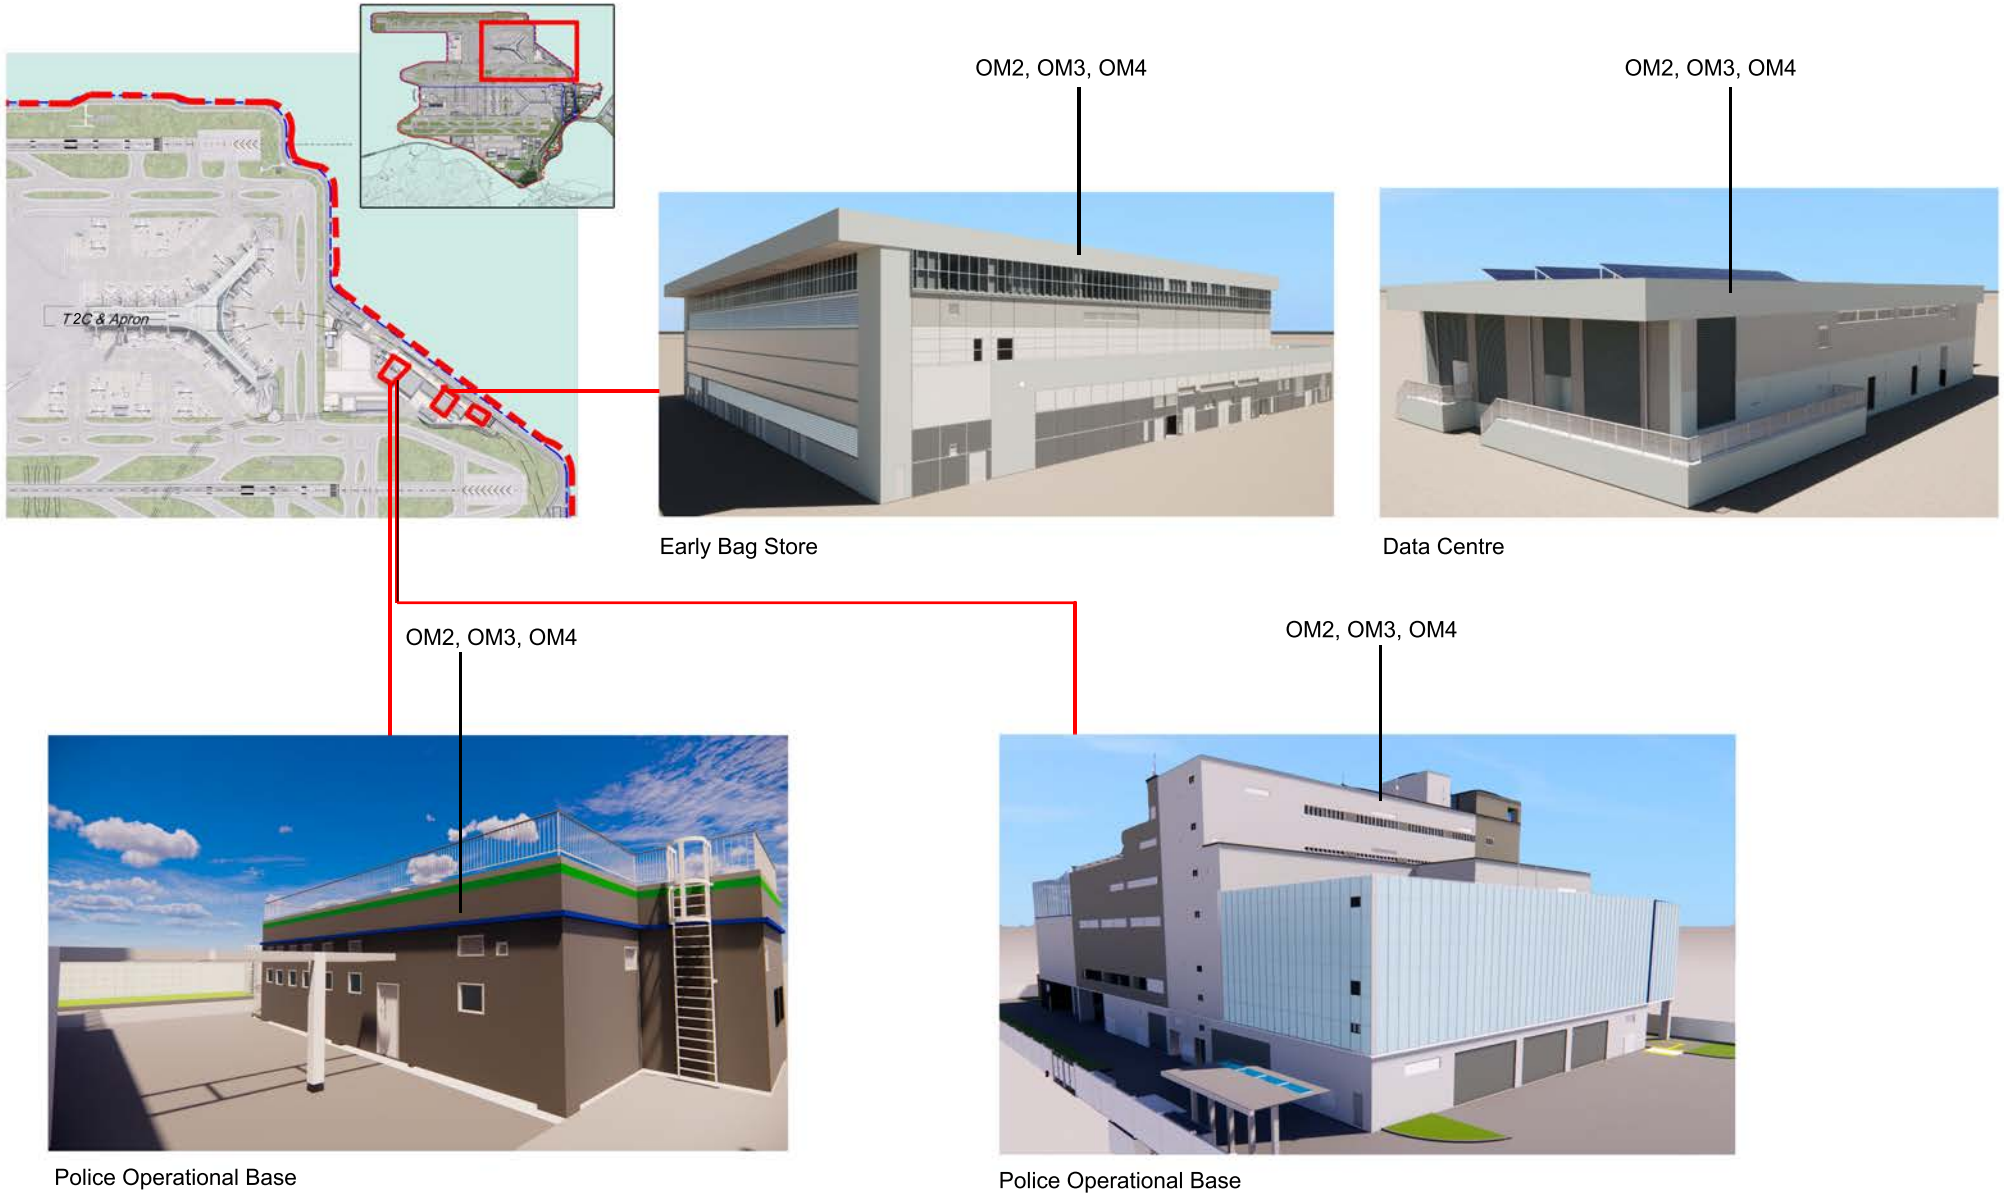 OM2, OM3, OM4
OM2, OM3, OM4
T2C & Apron
Early Bag Store
Data Centre
OM2, OM3, OM4
OM2, OM3, OM4
Police Operational Base
Police Operational Base